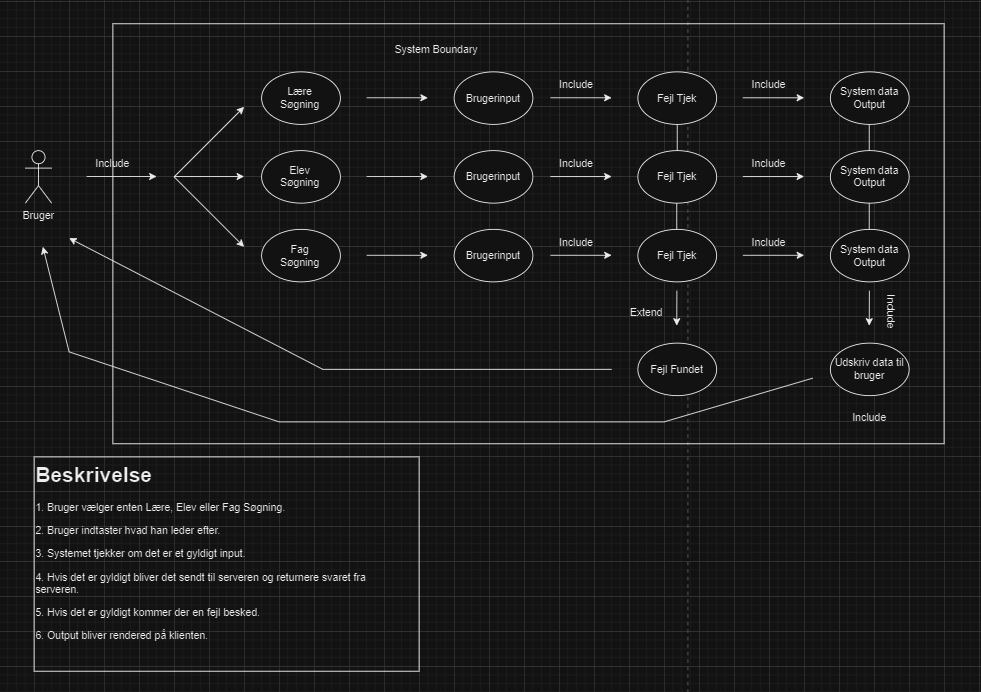 System Boundary
Lære
Søgning
Brugerinput
Include
Fejl Tjek
Include
System data
Output
Include
Elev
Søgning
Brugerinput
Include
Fejl Tjek
Include
System data
Output
Bruger
Fag
Søgning
Brugerinput
Include
Fejl Tjek
Include
System data
Output
Extend
Include
Fejl Fundet
Udskriv data til
bruger
Include
Beskrivelse
1. Bruger vælger enten Lære, Elev eller Fag Søgning.
2. Bruger indtaster hvad han leder efter.
3. Systemet tjekker om det er et gyldigt input.
4. Hvis det er gyldigt bliver det sendt til serveren og returnere svaret fra
serveren.
5. Hvis det er gyldigt kommer der en fejl besked.
6. Output bliver rendered på klienten.